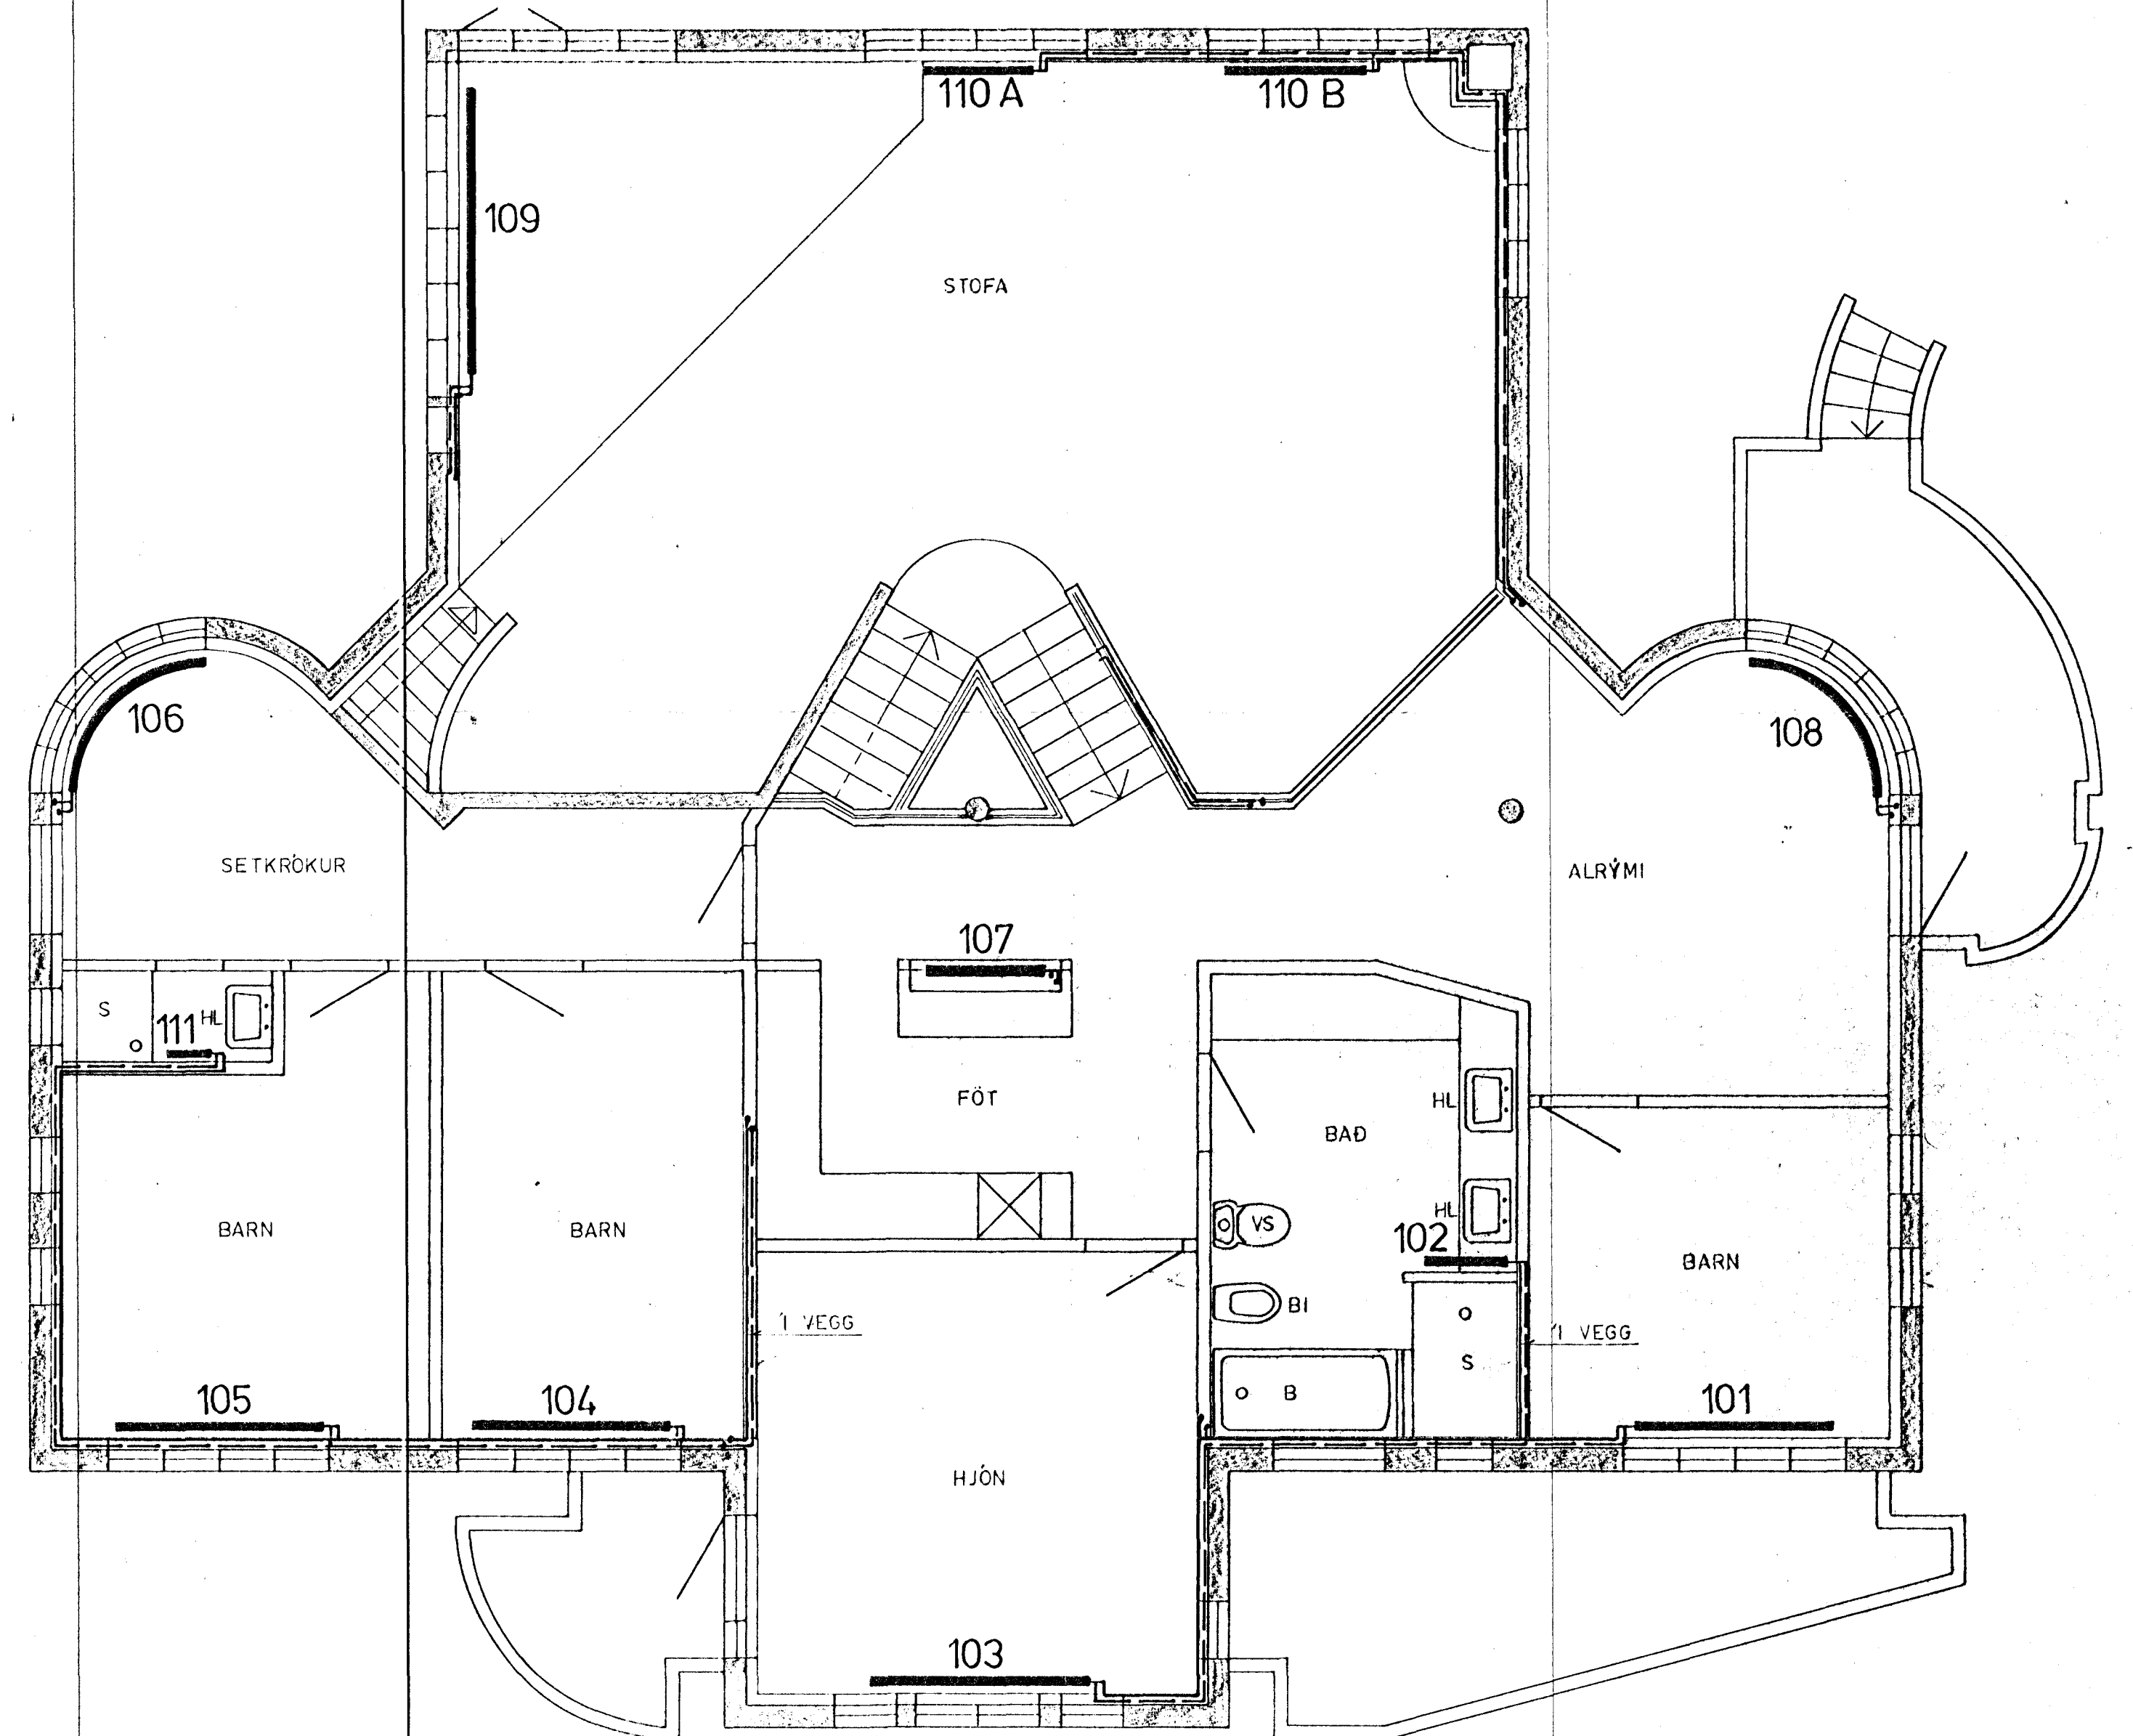 110 A
110 B
109
STOFA
106
108
SETKRÓKUR
ALRÝMI
107
S
111
HL
FÖT
HL
BAÐ
HL
VS
102
BARN
BARN
BARN
BI
Í VEGG
Í VEGG
S
B
105
104
101
HJÓN
103